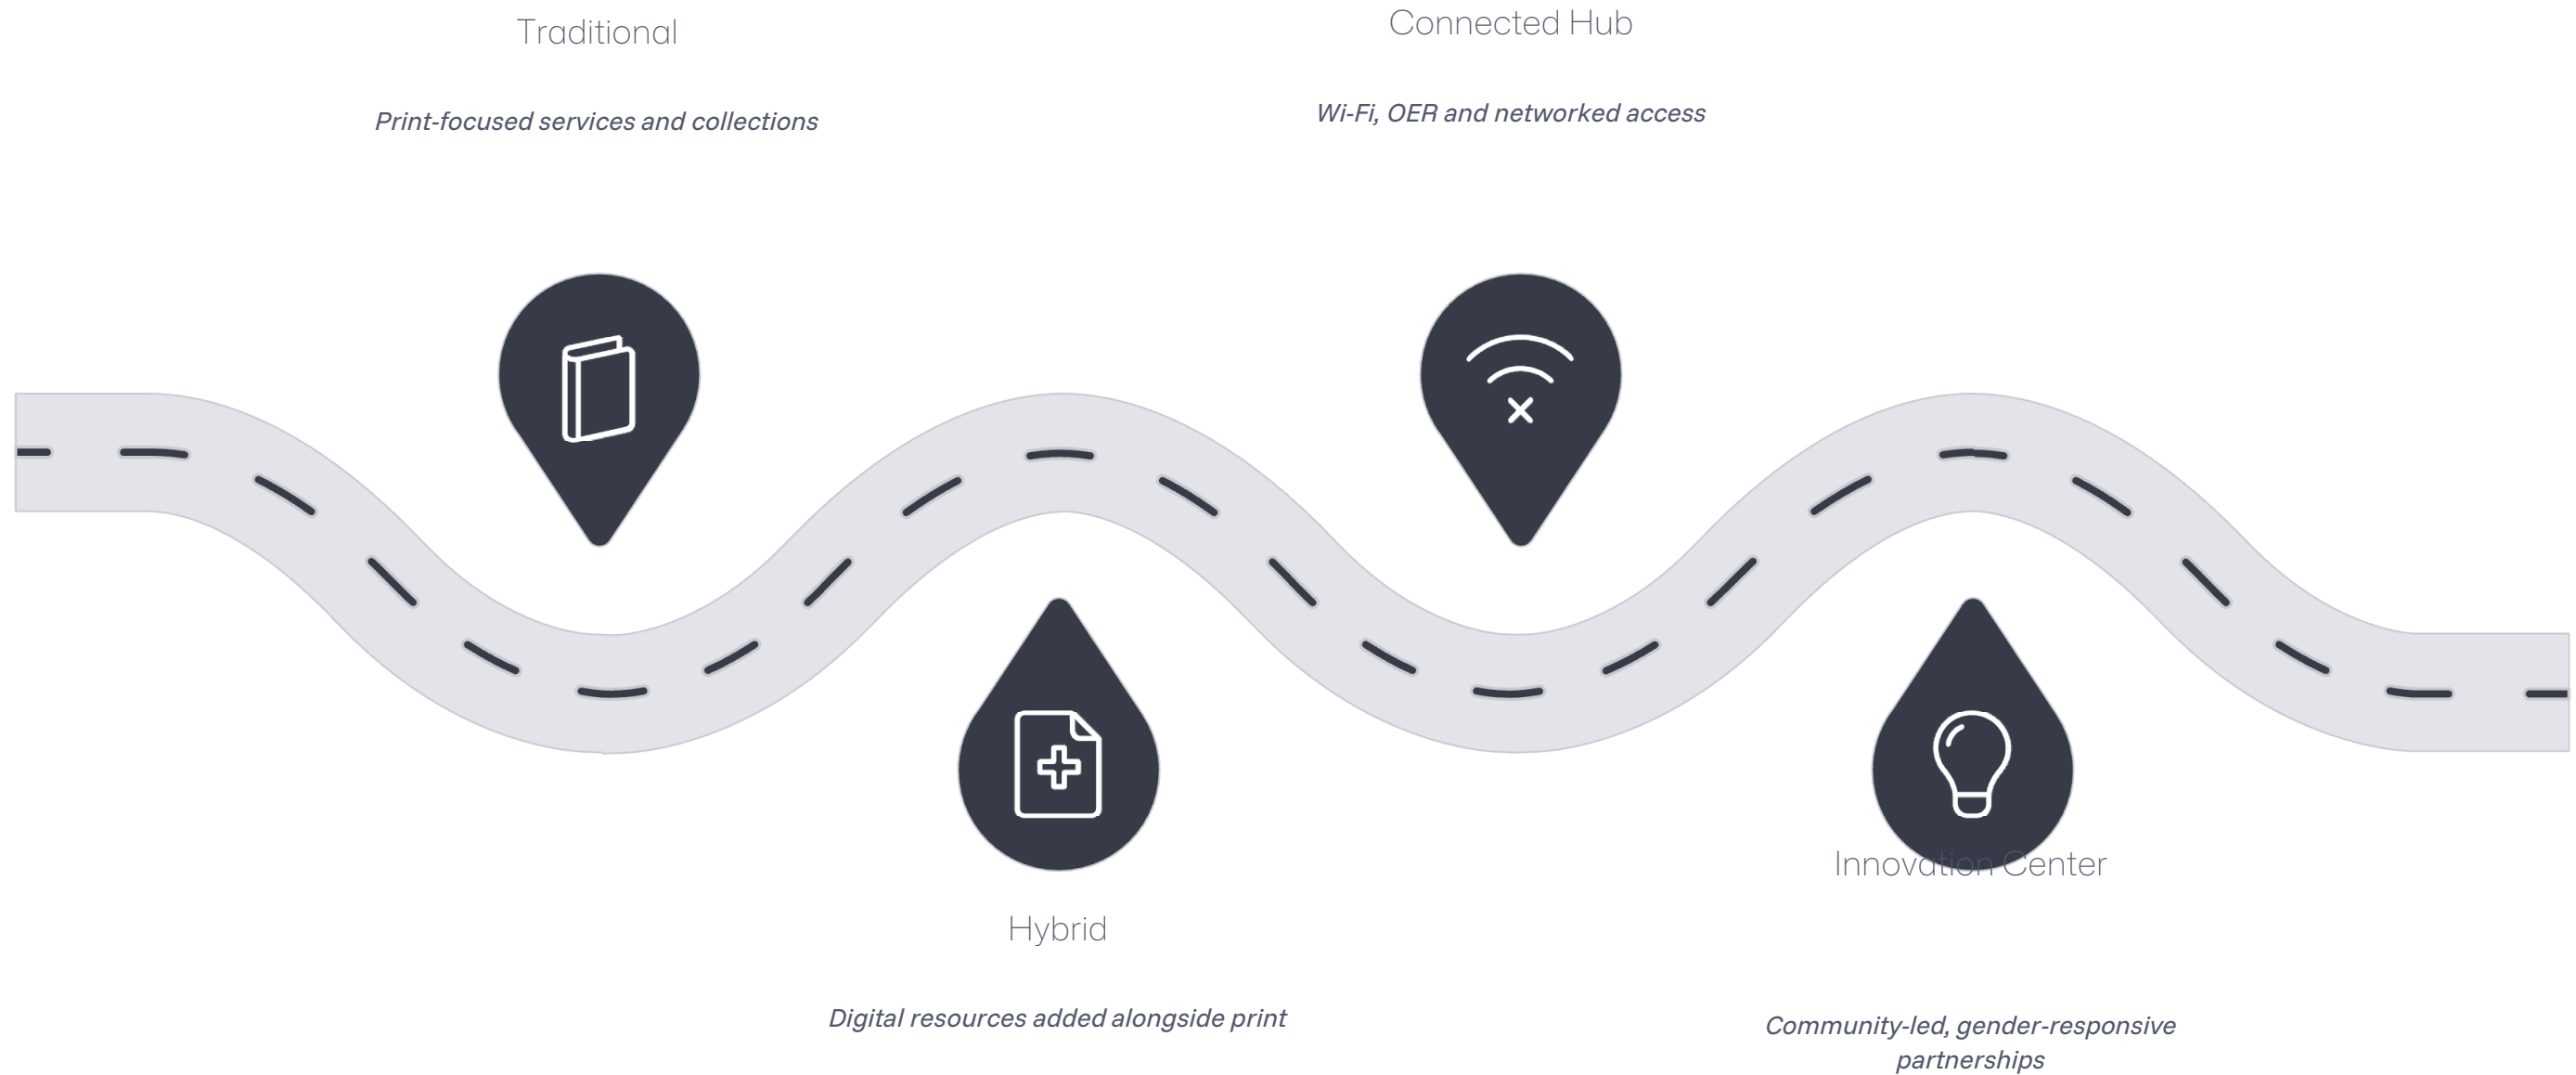 Traditional
Print-focused services and collections
Connected Hub
Wi-Fi, OER and networked access
Hybrid
Digital resources added alongside print
Innovation Center
Community-led, gender-responsive
partnerships